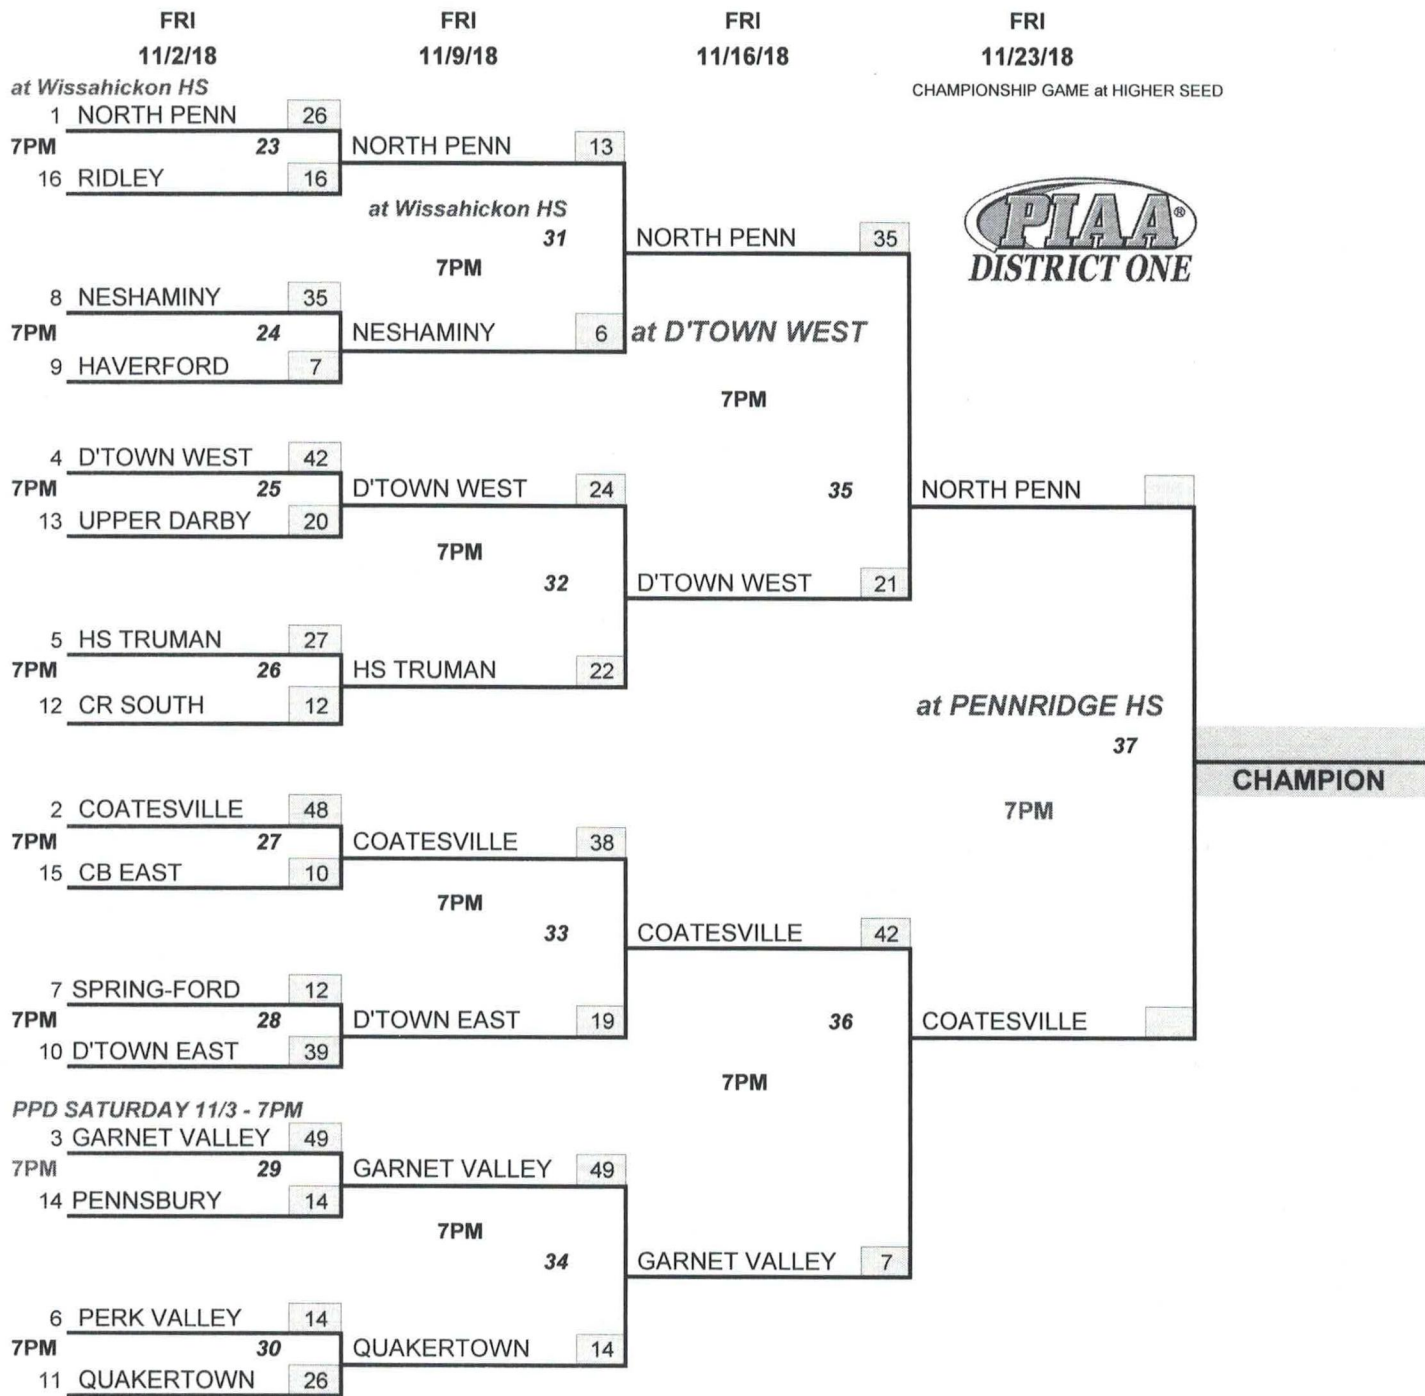 FRI FRI FRI FRI
11/2/18 11/9/18 11/16/18 11/23/18
at Wissahickon HS
CHAMPIONSHIP GAME at HIGHER SEED
1 NORTH PENN 26
7PM 23
16 RIDLEY 16
NORTH PENN 13
at Wissahickon HS
31
7PM
8 NESHAMINY 35
7PM 24
9 HAVERFORD 7
NESHAMINY 6
NORTH PENN 35
PIAA®
DISTRICT ONE
at D'TOWN WEST
7PM
4 D'TOWN WEST 42
7PM 25
13 UPPER DARBY 20
D'TOWN WEST 24
7PM
32
35
NORTH PENN
D'TOWN WEST 21
5 HS TRUMAN 27
7PM 26
12 CR SOUTH 12
HS TRUMAN 22
at PENNRIDGE HS
37
7PM
CHAMPION
2 COATESVILLE 48
7PM 27
15 CB EAST 10
COATESVILLE 38
7PM
33
COATESVILLE 42
7 SPRING-FORD 12
7PM 28
10 D'TOWN EAST 39
D'TOWN EAST 19
36
7PM
COATESVILLE
PPD SATURDAY 11/3 - 7PM
3 GARNET VALLEY 49
7PM 29
14 PENNSBURY 14
GARNET VALLEY 49
7PM
34
GARNET VALLEY 7
6 PERK VALLEY 14
7PM 30
11 QUAKERTOWN 26
QUAKERTOWN 14